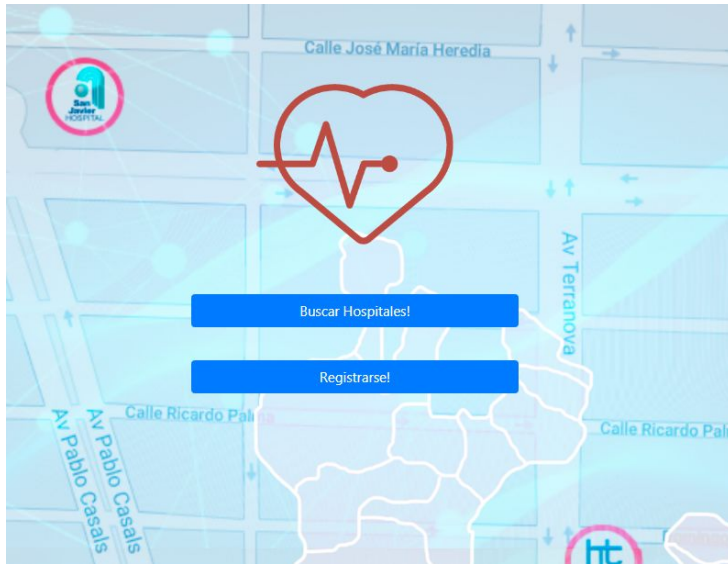 Calle José María Heredia
San
Javier
HOSPITAL
Av Terranova
Buscar Hospitales!
Registrarse!
Calle Ricardo Palma
Calle Ricardo Pal
Av Pablo Casals
Av Pablo Casals
ht